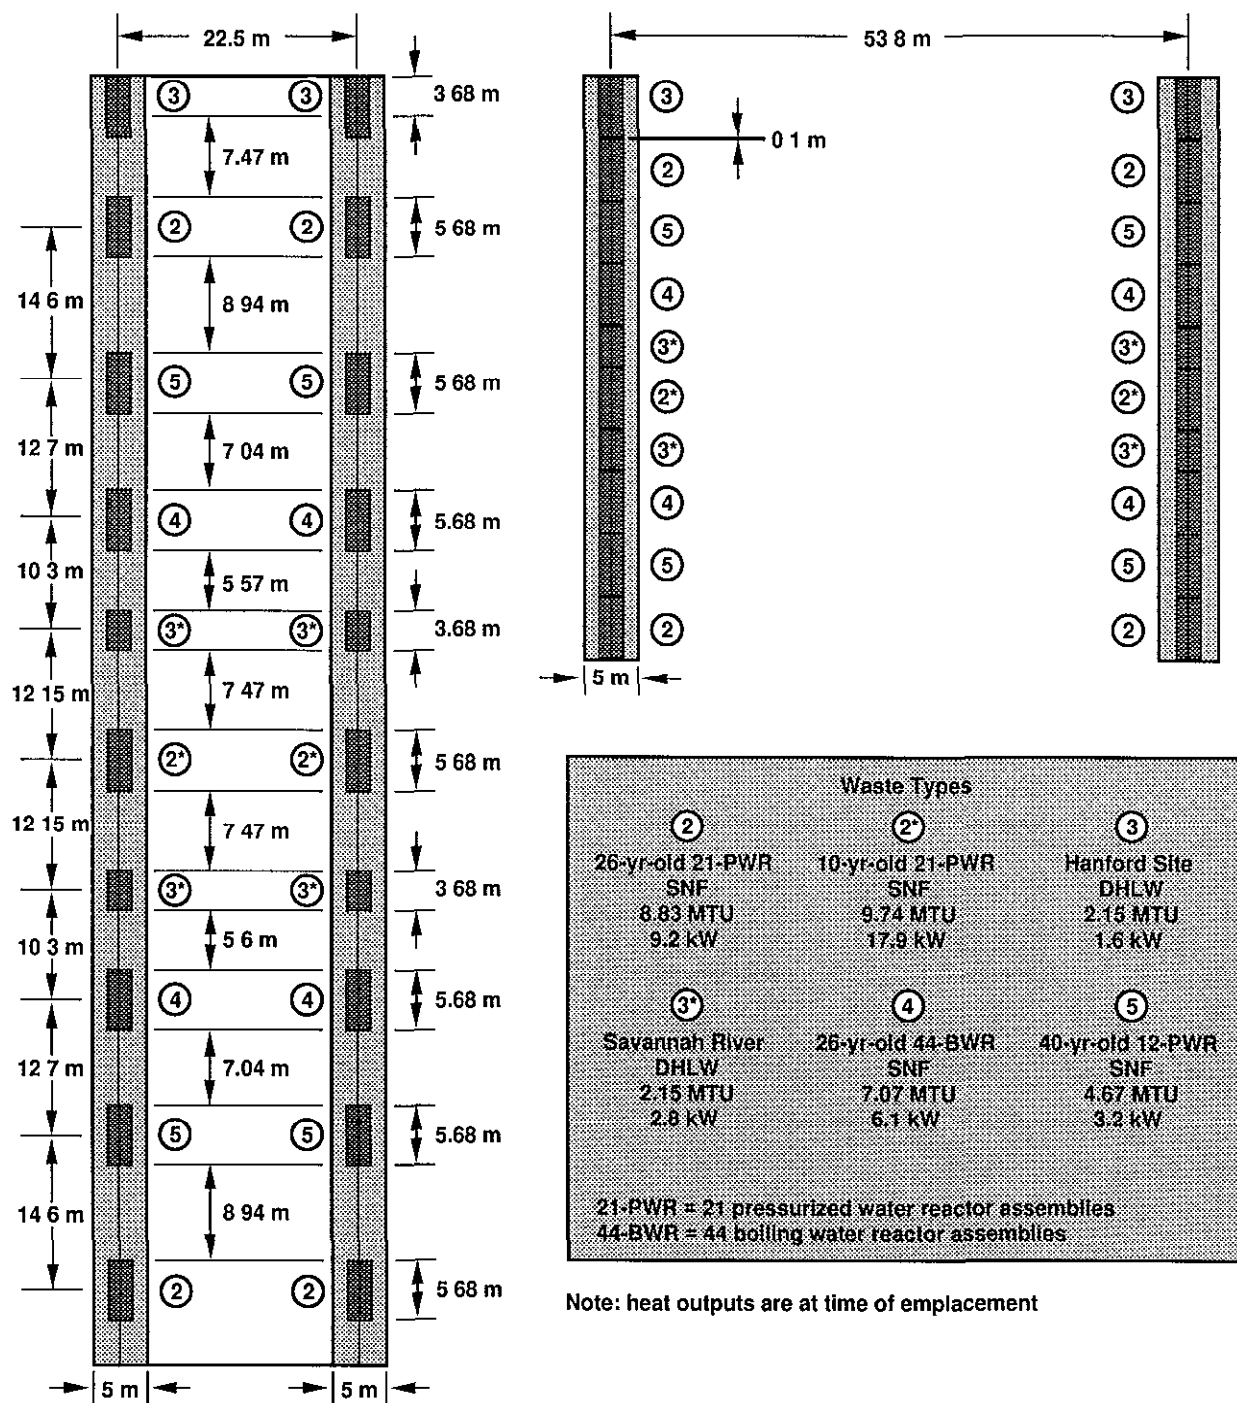 22.5 m
3 3 3 68 m
7.47 m
2 2 5 68 m
14 6 m
8 94 m
5 5 5 68 m
12 7 m
7 04 m
4 4 5.68 m
10 3 m
5 57 m
3* 3* 3.68 m
12 15 m
7 47 m
2* 2* 5 68 m
12 15 m
7 47 m
3* 3* 3 68 m
10 3 m
5 6 m
4 4 5.68 m
12 7 m
7.04 m
5 5 5.68 m
14 6 m
8 94 m
2 2 5 68 m
5 m 5 m
53 8 m
3 3
0 1 m
2 2
5 5
4 4
3* 3*
2* 2*
3* 3*
4 4
5 5
2 2
5 m
Waste Types
2
26-yr-old 21-PWR
SNF
8.83 MTU
9.2 kW
2*
10-yr-old 21-PWR
SNF
9.74 MTU
17.9 kW
3
Hanford Site
DHLW
2.15 MTU
1.6 kW
3*
Savannah River
DHLW
2.15 MTU
2.8 kW
4
26-yr-old 44-BWR
SNF
7.07 MTU
6.1 kW
5
40-yr-old 12-PWR
SNF
4.67 MTU
3.2 kW
21-PWR = 21 pressurized water reactor assemblies
44-BWR = 44 boiling water reactor assemblies
Note: heat outputs are at time of emplacement